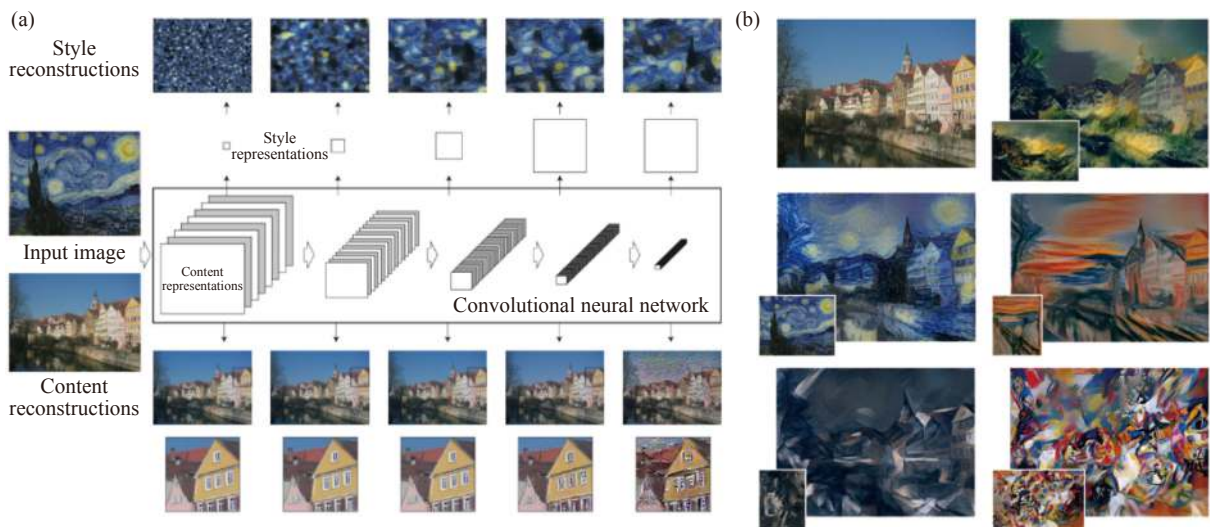 (a)
Style
reconstructions
Style
representations
Input image
Content
representations
Convolutional neural network
Content
reconstructions
(b)